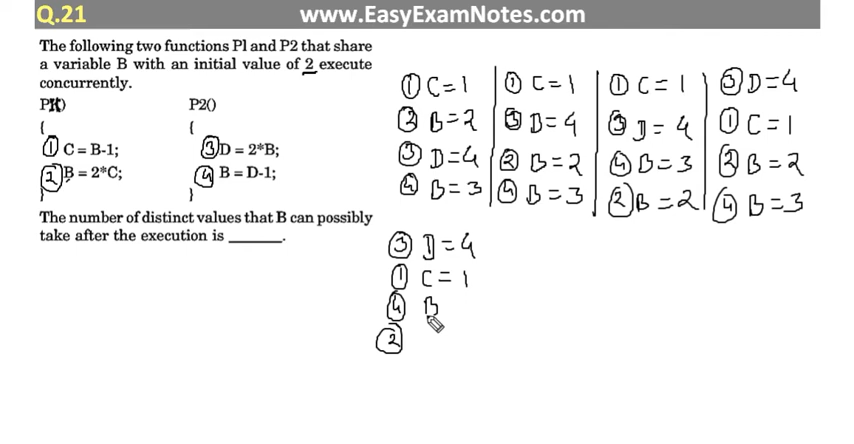 Q.21
www.EasyExamNotes.com
The following two functions P1 and P2 that share
a variable B with an initial value of 2 execute
concurrently.
P1() P2()
{ {
① C = B-1; ③ D = 2*B;
② B = 2*C; ④ B = D-1;
} }
The number of distinct values that B can possibly
take after the execution is ______.
① C = 1
② B = 2
③ D = 4
④ B = 3
① C = 1
③ D = 4
② B = 2
④ B = 3
① C = 1
③ D = 4
④ B = 3
② B = 2
③ D = 4
① C = 1
② B = 2
④ B = 3
③ D = 4
① C = 1
④ B
②